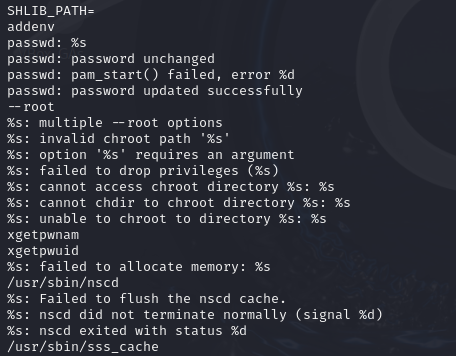 SHLIB_PATH=
addenv
passwd: %s
passwd: password unchanged
passwd: pam_start() failed, error %d
passwd: password updated successfully
--root
%s: multiple --root options
%s: invalid chroot path '%s'
%s: option '%s' requires an argument
%s: failed to drop privileges (%s)
%s: cannot access chroot directory %s: %s
%s: cannot chdir to chroot directory %s: %s
%s: unable to chroot to directory %s: %s
xgetpwnam
xgetpwuid
%s: failed to allocate memory: %s
/usr/sbin/nscd
%s: Failed to flush the nscd cache.
%s: nscd did not terminate normally (signal %d)
%s: nscd exited with status %d
/usr/sbin/sss_cache